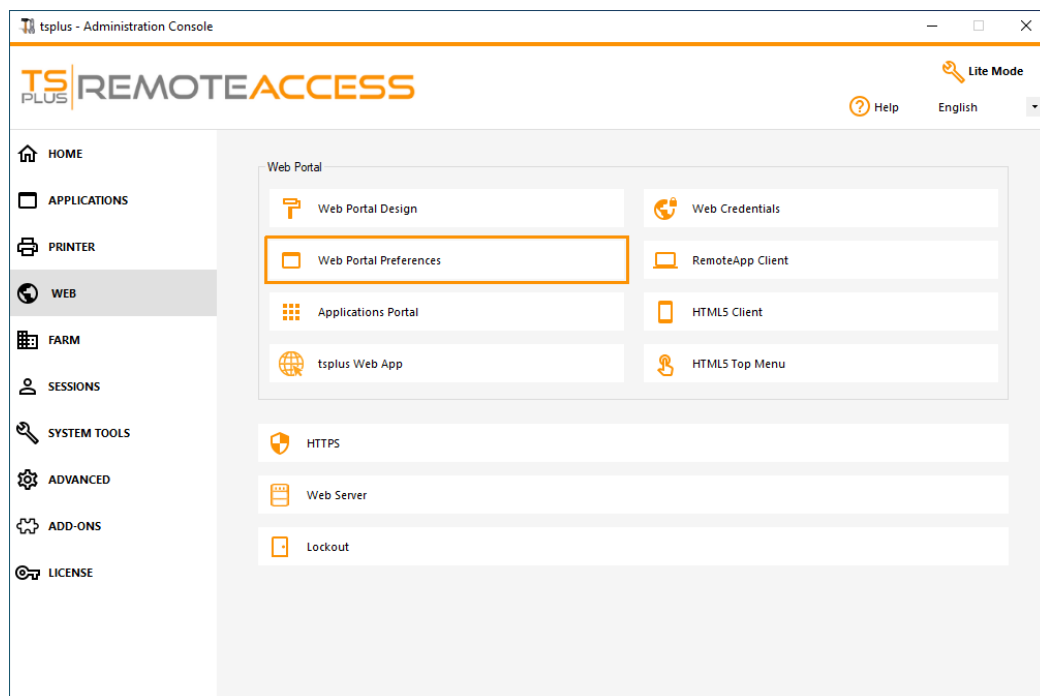 tsplus - Administration Console
TS PLUS REMOTEACCESS
Lite Mode
Help
English
HOME
APPLICATIONS
PRINTER
WEB
FARM
SESSIONS
SYSTEM TOOLS
ADVANCED
ADD-ONS
LICENSE
Web Portal
Web Portal Design
Web Credentials
Web Portal Preferences
RemoteApp Client
Applications Portal
HTML5 Client
tsplus Web App
HTML5 Top Menu
HTTPS
Web Server
Lockout